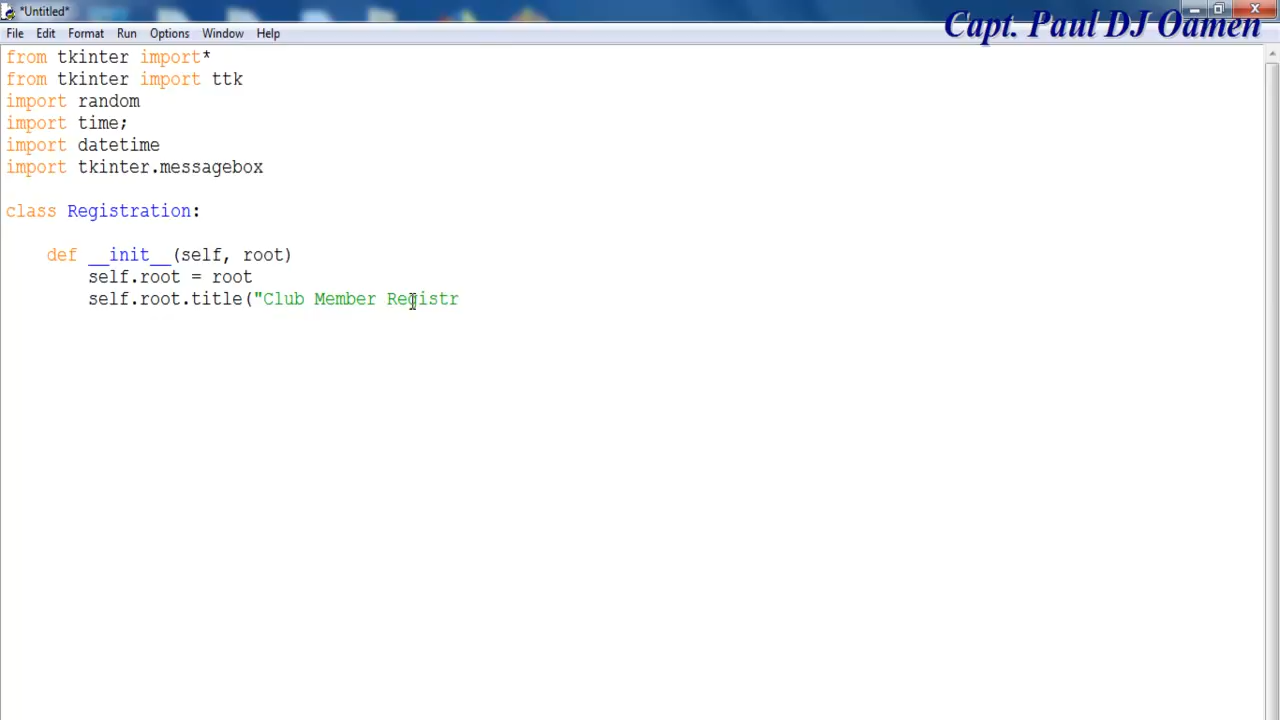 *Untitled*
Capt. Paul DJ Oamen
File Edit Format Run Options Window Help
from tkinter import*
from tkinter import ttk
import random
import time;
import datetime
import tkinter.messagebox
class Registration:
def __init__(self, root)
self.root = root
self.root.title("Club Member Registr